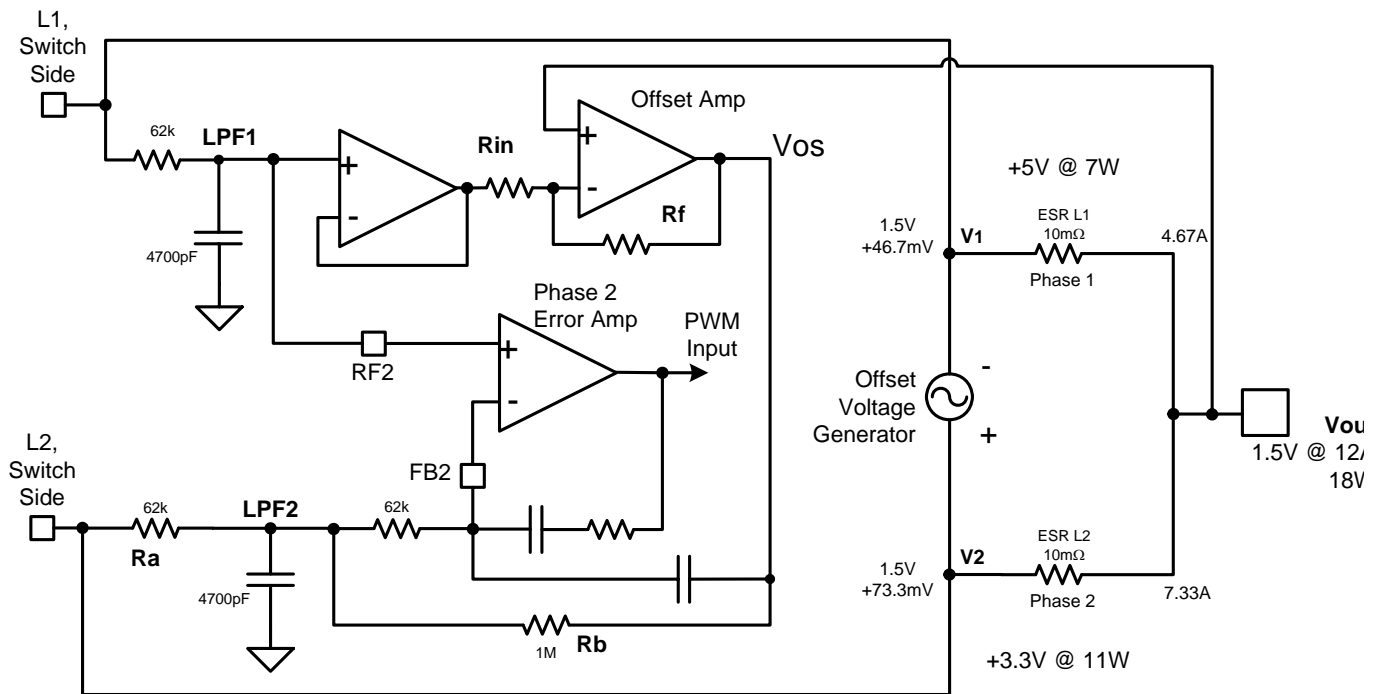 L1,
Switch
Side
62k
LPF1
4700pF
Rin
Offset Amp
Vos
Rf
+
-
+
-
Phase 2
Error Amp
+
-
PWM
Input
RF2
FB2
L2,
Switch
Side
62k
Ra
LPF2
4700pF
62k
1M
Rb
+5V @ 7W
1.5V
+46.7mV
V1
ESR L1
10mΩ
Phase 1
4.67A
Offset
Voltage
Generator
-
+
1.5V @ 12
18
1.5V
+73.3mV
V2
ESR L2
10mΩ
Phase 2
7.33A
+3.3V @ 11W